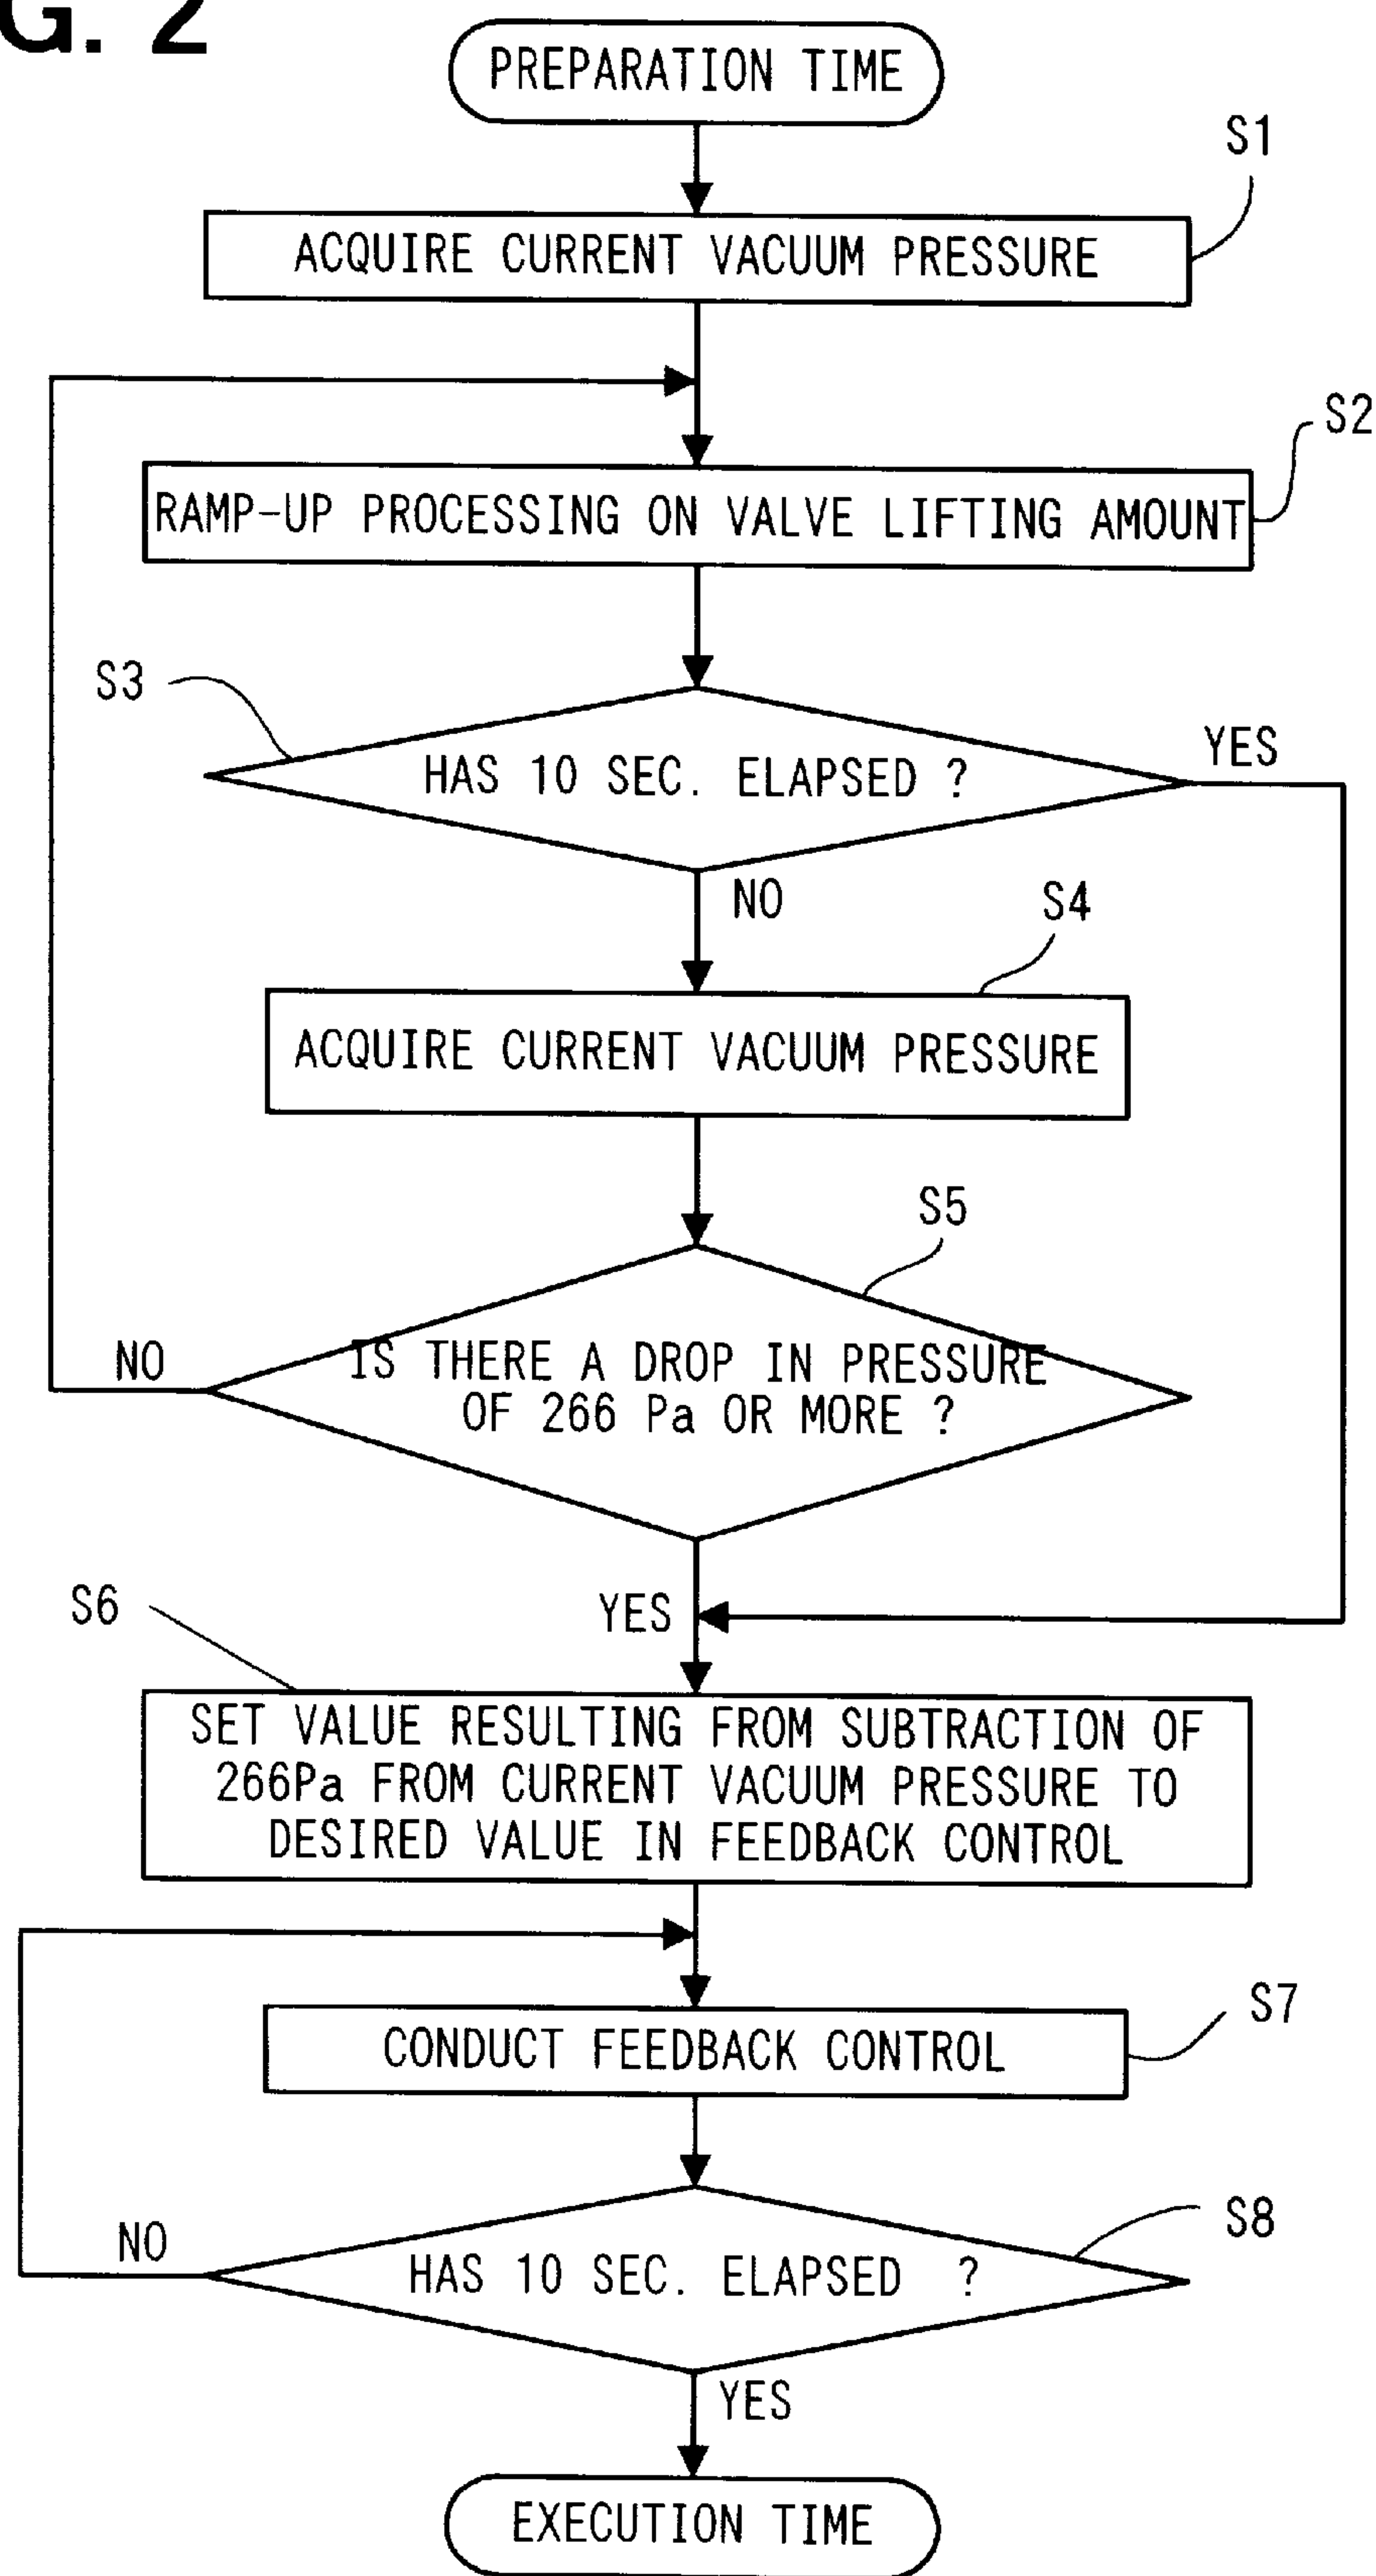 G. 2
PREPARATION TIME
S1
ACQUIRE CURRENT VACUUM PRESSURE
S2
RAMP-UP PROCESSING ON VALVE LIFTING AMOUNT
S3
HAS 10 SEC. ELAPSED ?
YES
NO
S4
ACQUIRE CURRENT VACUUM PRESSURE
S5
NO
IS THERE A DROP IN PRESSURE
OF 266 Pa OR MORE ?
S6
YES
SET VALUE RESULTING FROM SUBTRACTION OF
266Pa FROM CURRENT VACUUM PRESSURE TO
DESIRED VALUE IN FEEDBACK CONTROL
S7
CONDUCT FEEDBACK CONTROL
S8
NO
HAS 10 SEC. ELAPSED ?
YES
EXECUTION TIME